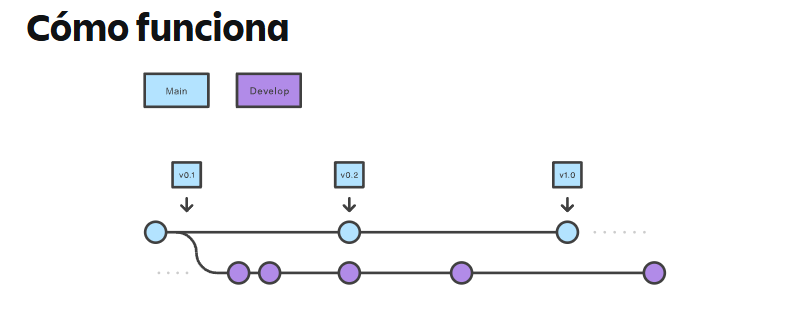 Cómo funciona
Main Develop
v0.1 v0.2 v1.0